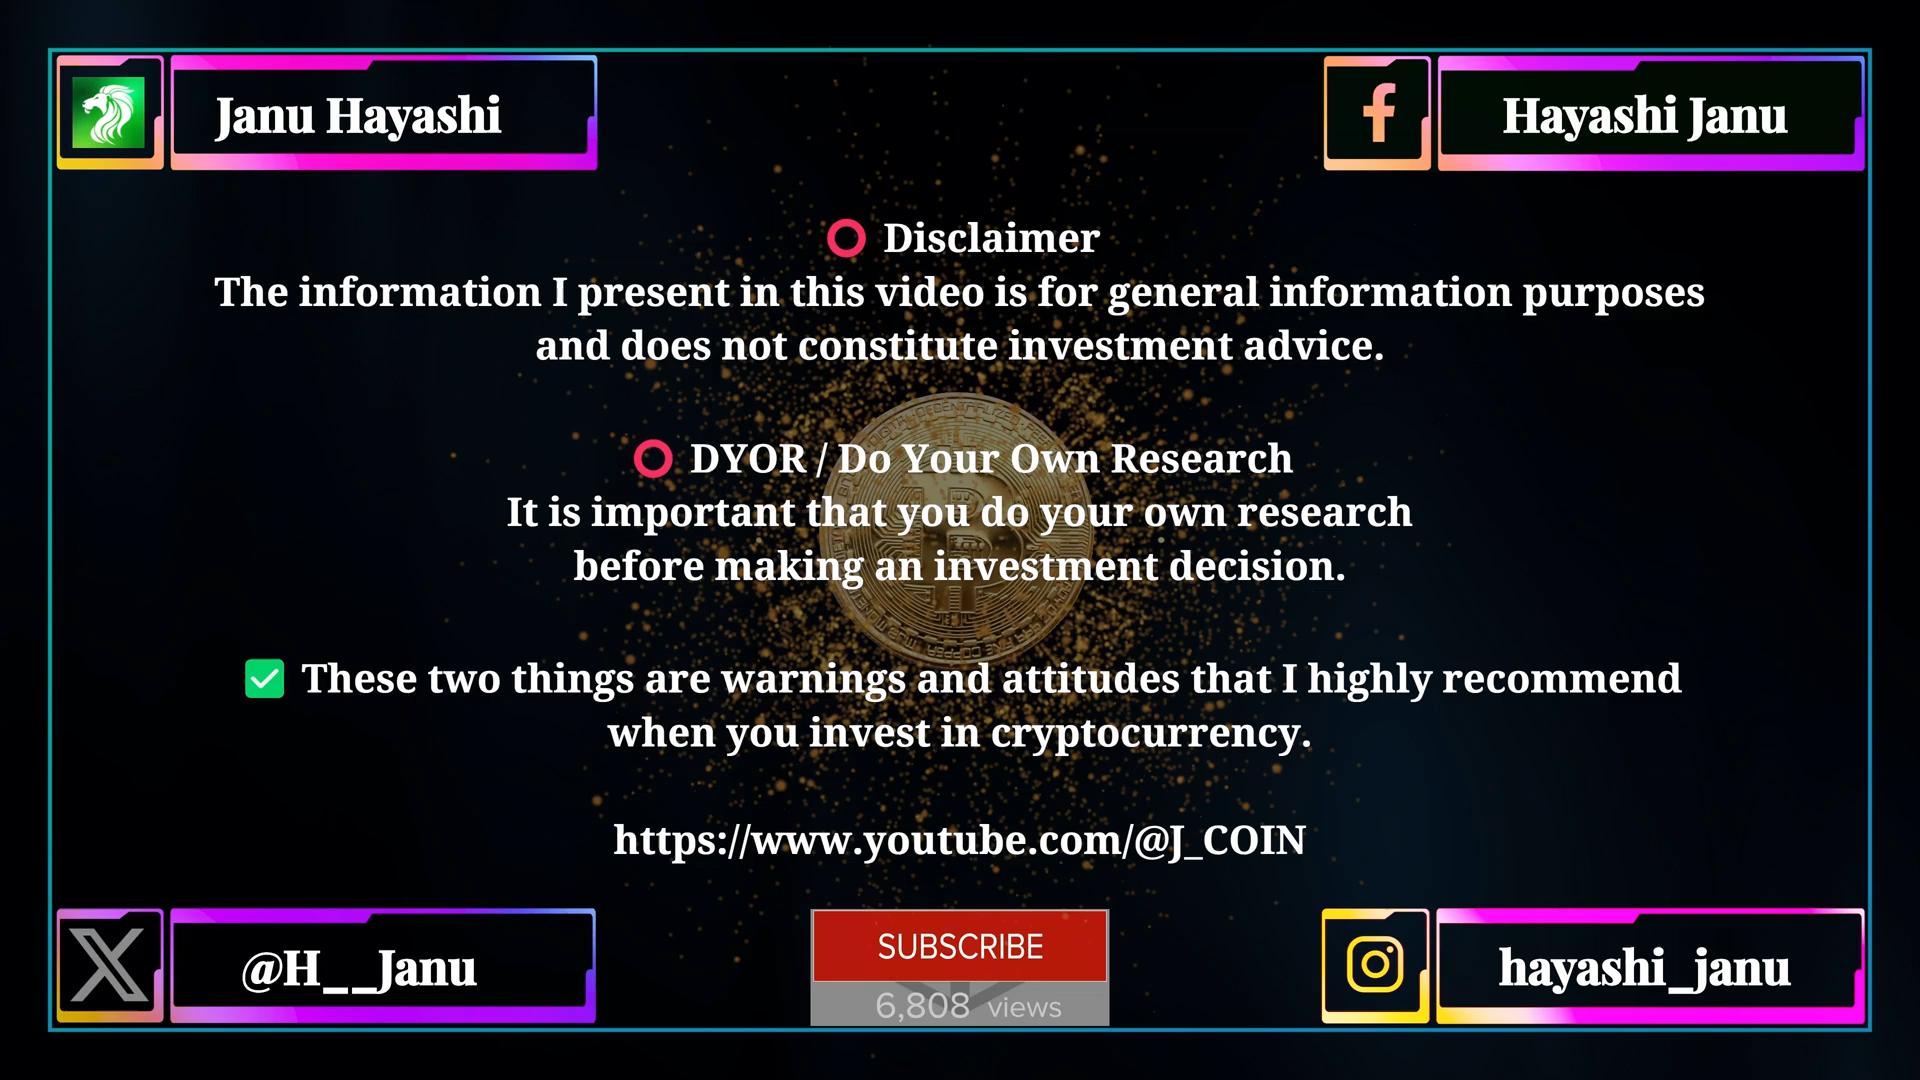 Janu Hayashi
Hayashi Janu
Disclaimer
The information I present in this video is for general information purposes
and does not constitute investment advice.
DYOR / Do Your Own Research
It is important that you do your own research
before making an investment decision.
These two things are warnings and attitudes that I highly recommend
when you invest in cryptocurrency.
https://www.youtube.com/@J_COIN
@H__Janu
SUBSCRIBE
6,808 views
hayashi_janu